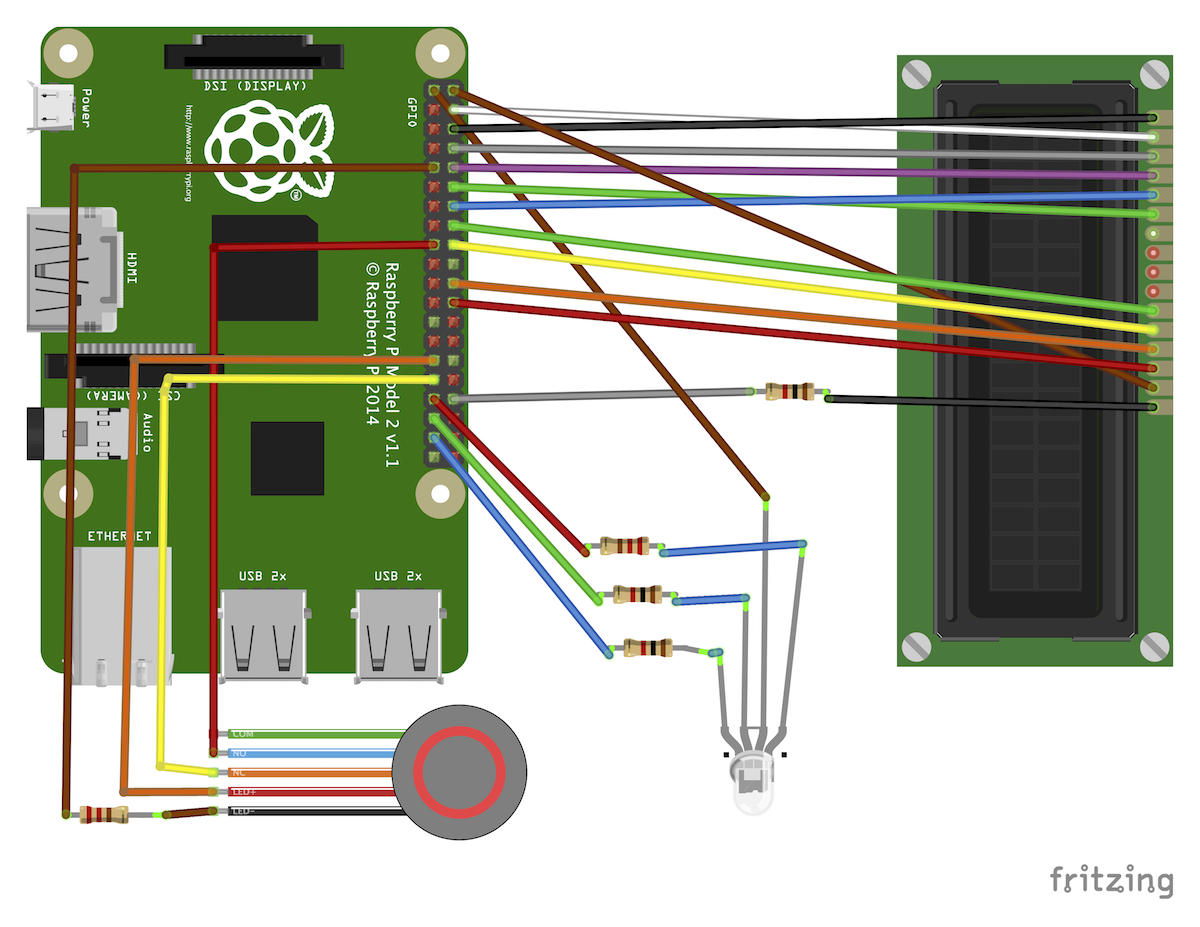 DSI (DISPLAY)
Power
GPIO
http://www.raspberrypi.org
TM
HDMI
Raspberry Pi Model 2 v1.1
© Raspberry Pi 2014
CSI (CAMERA)
Audio
ETHERNET
USB 2x
USB 2x
COM
NO
NC
LED+
LED-
fritzing